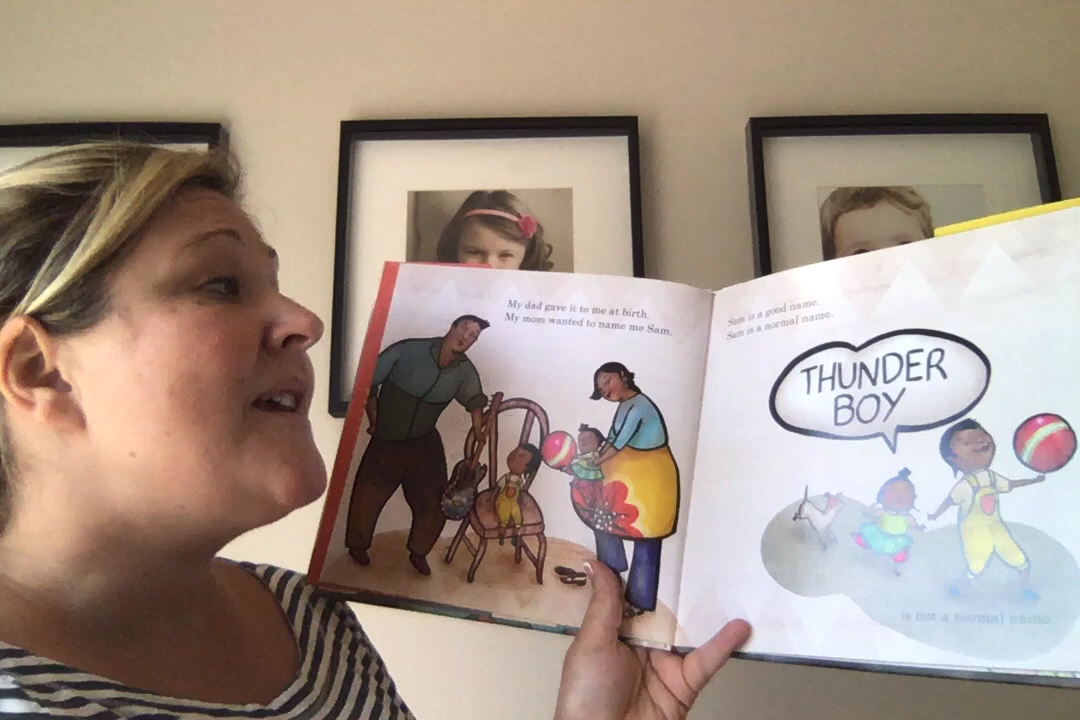 My dad gave it to me at birth.
My mom wanted to name me Sam.
Sam is a good name.
Sam is a normal name.
THUNDER
BOY
is not a normal name.